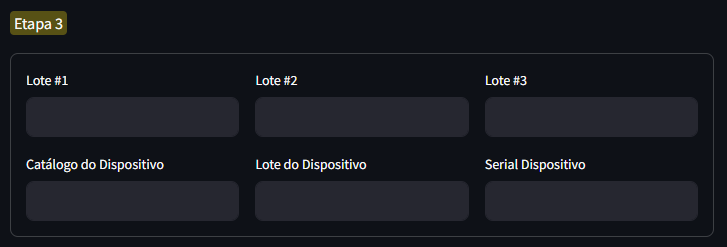 Etapa 3
Lote #1 Lote #2 Lote #3
Catálogo do Dispositivo Lote do Dispositivo Serial Dispositivo